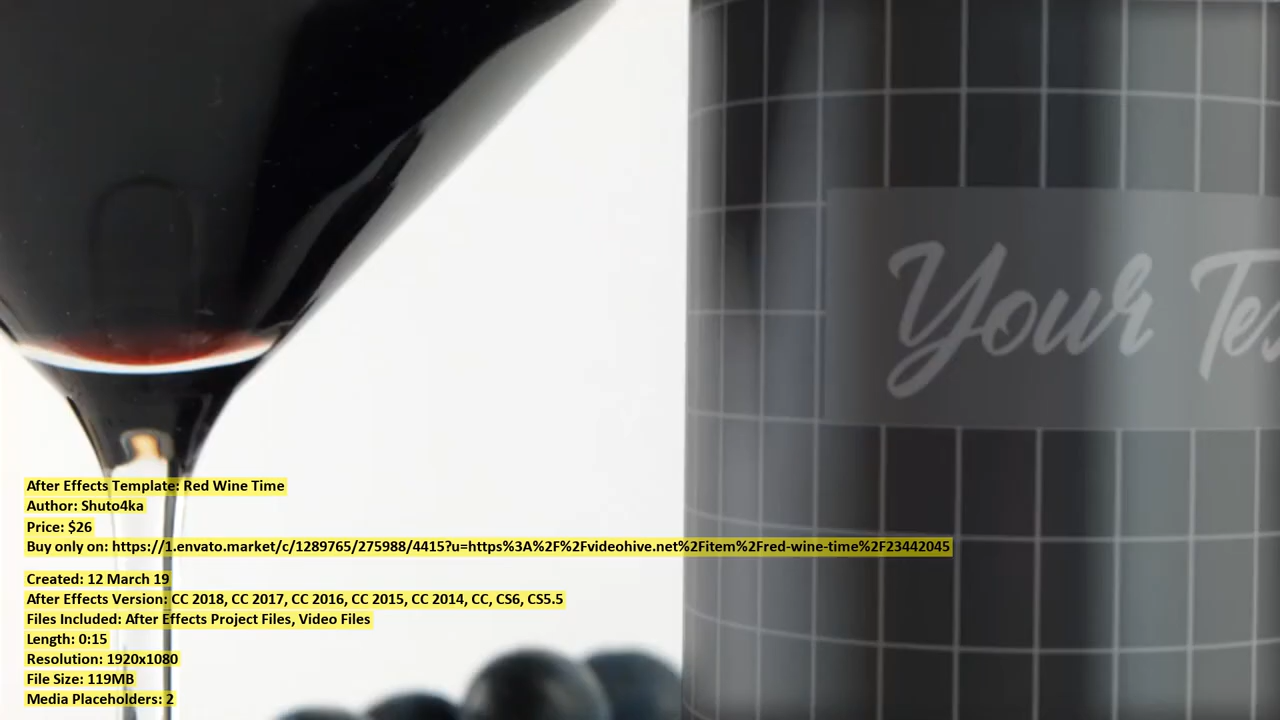 Your Tex
After Effects Template: Red Wine Time
Author: Shuto4ka
Price: $26
Buy only on: https://1.envato.market/c/1289765/275988/4415?u=https%3A%2F%2Fvideohive.net%2Fitem%2Fred-wine-time%2F23442045
Created: 12 March 19
After Effects Version: CC 2018, CC 2017, CC 2016, CC 2015, CC 2014, CC, CS6, CS5.5
Files Included: After Effects Project Files, Video Files
Length: 0:15
Resolution: 1920x1080
File Size: 119MB
Media Placeholders: 2